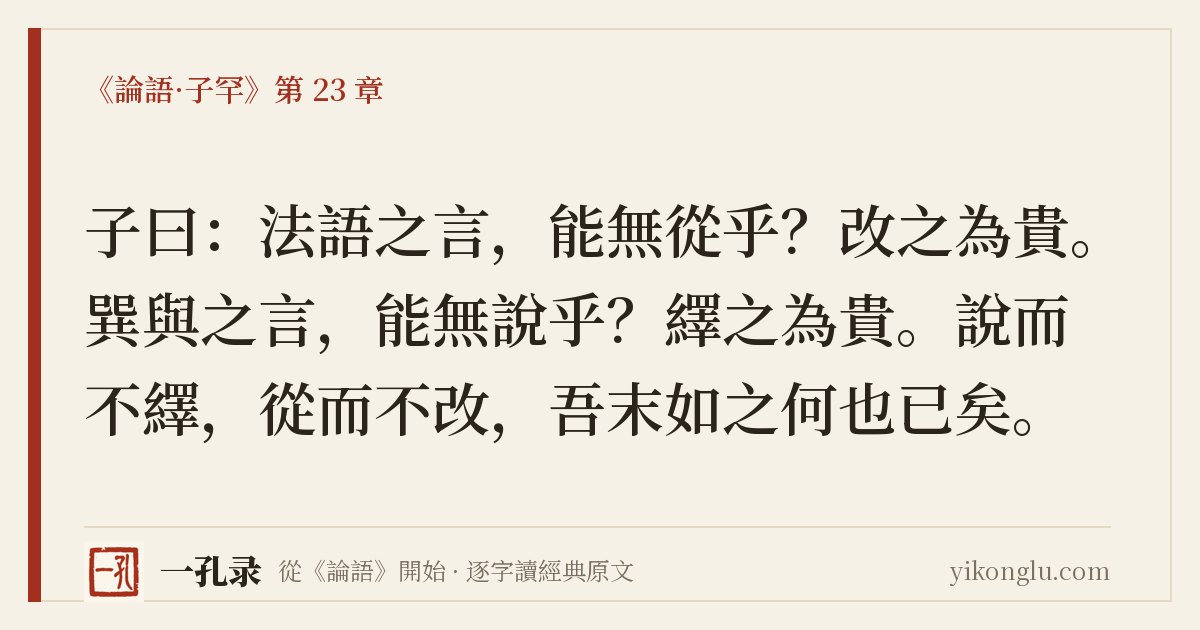 《論語·子罕》第 23 章
子曰：法語之言，能無從乎？改之為貴。
巽與之言，能無說乎？繹之為貴。說而
不繹，從而不改，吾末如之何也已矣。
一孔
一孔录 從《論語》開始 · 逐字讀經典原文 yikonglu.com